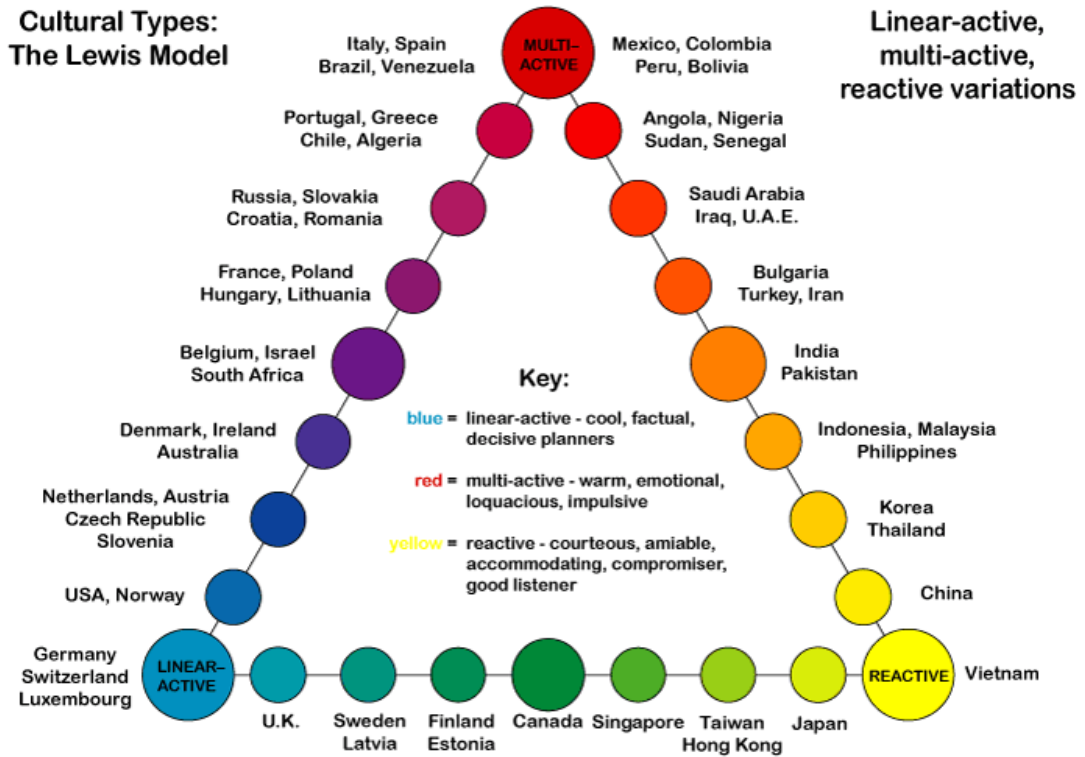 Cultural Types:
The Lewis Model
Linear-active,
multi-active,
reactive variations
MULTI–
ACTIVE
Italy, Spain
Brazil, Venezuela
Mexico, Colombia
Peru, Bolivia
Portugal, Greece
Chile, Algeria
Angola, Nigeria
Sudan, Senegal
Russia, Slovakia
Croatia, Romania
Saudi Arabia
Iraq, U.A.E.
France, Poland
Hungary, Lithuania
Bulgaria
Turkey, Iran
Belgium, Israel
South Africa
India
Pakistan
Key:
blue = linear-active - cool, factual,
decisive planners
red = multi-active - warm, emotional,
loquacious, impulsive
yellow = reactive - courteous, amiable,
accommodating, compromiser,
good listener
Denmark, Ireland
Australia
Indonesia, Malaysia
Philippines
Netherlands, Austria
Czech Republic
Slovenia
Korea
Thailand
USA, Norway
China
Germany
Switzerland
Luxembourg
LINEAR–
ACTIVE
REACTIVE
Vietnam
U.K.
Sweden
Latvia
Finland
Estonia
Canada
Singapore
Taiwan
Hong Kong
Japan